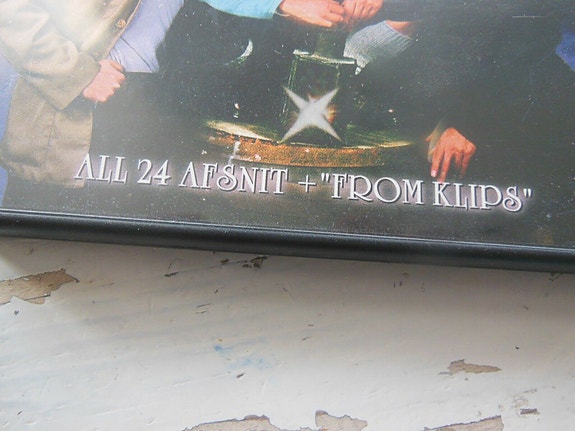 ALL 24 AFSNIT + "FROM KLIPS"